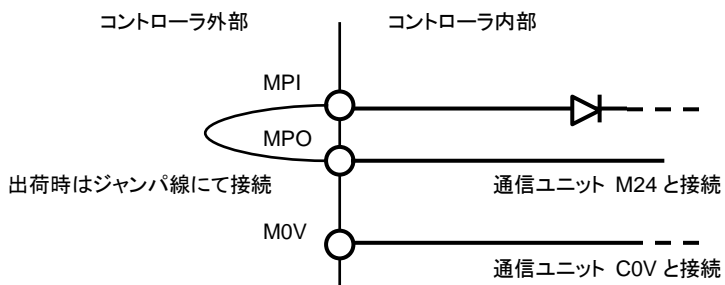 コントローラ外部
コントローラ内部
MPI
MPO
出荷時はジャンパ線にて接続
通信ユニット M24 と接続
M0V
通信ユニット C0V と接続